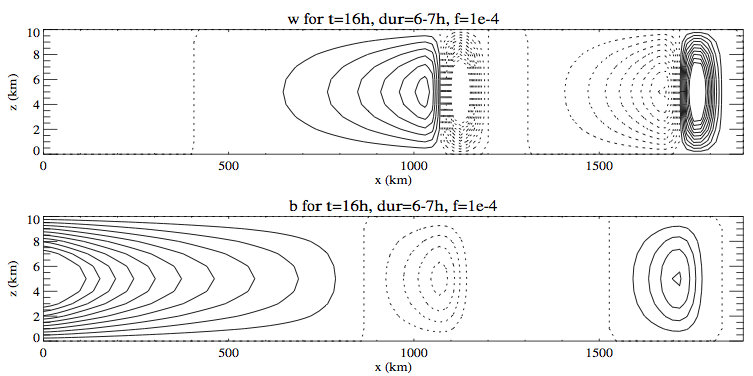 w for t=16h, dur=6-7h, f=1e-4
10
8
6
4
2
0
z (km)
0 500 1000 1500
x (km)
b for t=16h, dur=6-7h, f=1e-4
10
8
6
4
2
0
z (km)
0 500 1000 1500
x (km)